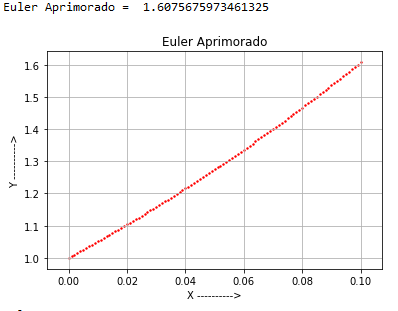 Euler Aprimorado =  1.6075675973461325
Euler Aprimorado
1.6
1.5
1.4
1.3
1.2
1.1
1.0
Y ---------->
0.00 0.02 0.04 0.06 0.08 0.10
X ---------->